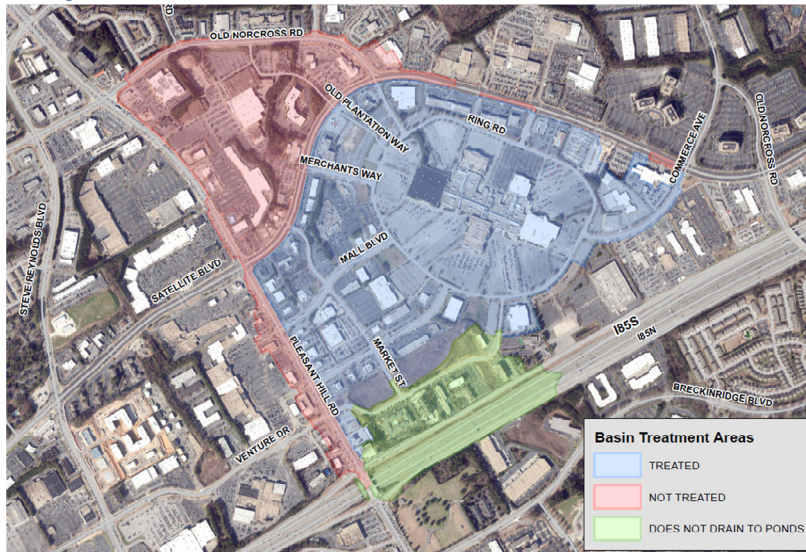 OLD NORCROSS RD
OLD PLANTATION WAY
RING RD
MERCHANTS WAY
COMMERCE AVE
OLD NORCROSS RD
STEVE REYNOLDS BLVD
MALL BLVD
SATELLITE BLVD
I85S
I85N
MARKET ST
PLEASANT HILL RD
BRECKINRIDGE BLVD
VENTURE DR
Basin Treatment Areas
TREATED
NOT TREATED
DOES NOT DRAIN TO PONDS